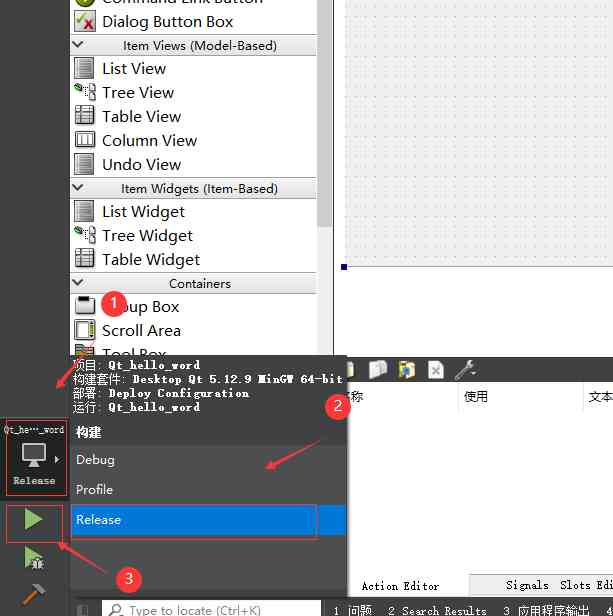 Command Link Button
Dialog Button Box
Item Views (Model-Based)
List View
Tree View
Table View
Column View
Undo View
Item Widgets (Item-Based)
List Widget
Tree Widget
Table Widget
Containers
1
oup Box
Scroll Area
Tool Box
项目: Qt_hello_word
构建套件: Desktop Qt 5.12.9 MinGW 64-bit
部署: Deploy Configuration
运行: Qt_hello_word
称
使用
文本
2
Qt_he⋯_word
构建
Debug
Profile
Release
Release
3
Action Editor
Signals Slots Edi
Type to locate (Ctrl+K)
1 问题
2 Search Results
3 应用程序输出
4